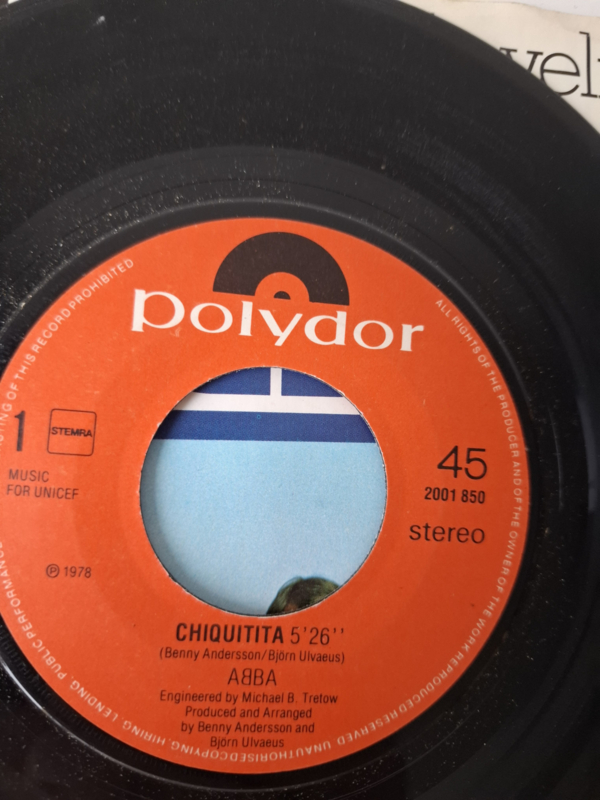 vel
polydor
1
STEMRA
MUSIC
FOR UNICEF
℗ 1978
45
2001 850
stereo
CHIQUITITA 5'26''
(Benny Andersson/Björn Ulvaeus)
ABBA
Engineered by Michael B. Tretow
Produced and Arranged
by Benny Andersson and
Björn Ulvaeus
ALL RIGHTS OF THE PRODUCER AND OF THE OWNER OF THE WORK REPRODUCED RESERVED UNAUTHORISED COPYING, HIRING, LENDING, PUBLIC PERFORMANCE
OF THIS RECORD PROHIBITED